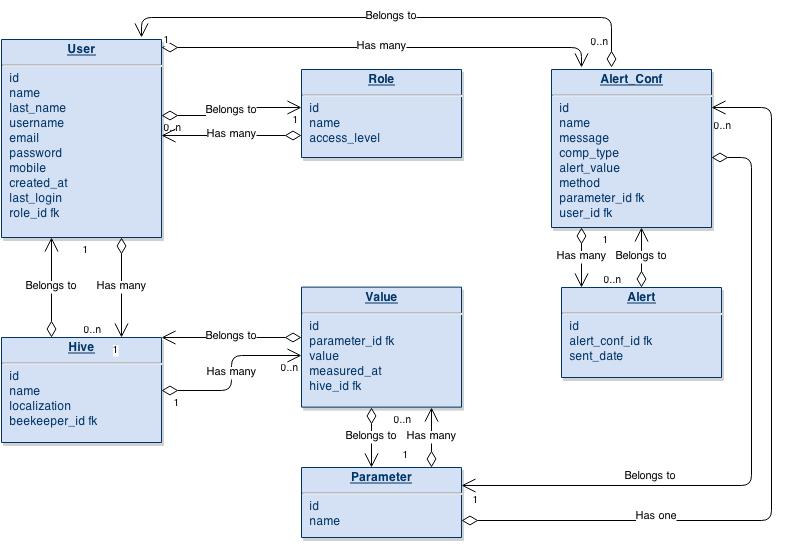 Belongs to
1
Has many
0..n
User
id
name
last_name
username
email
password
mobile
created_at
last_login
role_id fk
Belongs to
0..n
1
Has many
Role
id
name
access_level
Alert_Conf
id
name
message
comp_type
alert_value
method
parameter_id fk
user_id fk
0..n
1
Belongs to
Has many
0..n
1
Has many
Belongs to
0..n
Alert
id
alert_conf_id fk
sent_date
Hive
1
id
name
localization
beekeeper_id fk
Belongs to
Has many
0..n
1
Value
id
parameter_id fk
value
measured_at
hive_id fk
0..n
Belongs to
Has many
1
Parameter
id
name
Belongs to
1
Has one